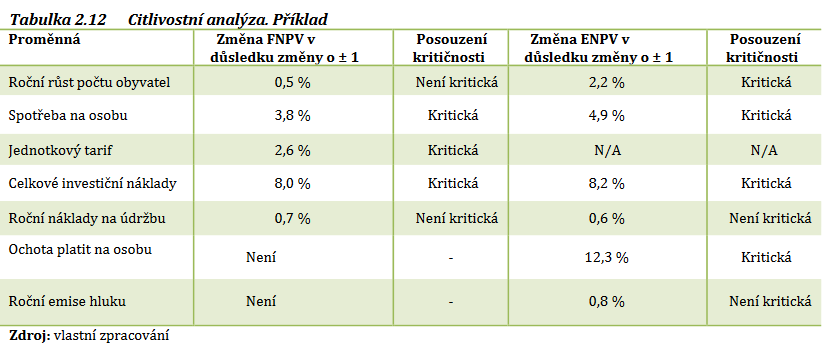 Tabulka 2.12 Citlivostní analýza. Příklad
Proměnná Změna FNPV v důsledku změny o ± 1 Posouzení kritičnosti Změna ENPV v důsledku změny o ± 1 Posouzení kritičnosti
Roční růst počtu obyvatel 0,5 % Není kritická 2,2 % Kritická
Spotřeba na osobu 3,8 % Kritická 4,9 % Kritická
Jednotkový tarif 2,6 % Kritická N/A N/A
Celkové investiční náklady 8,0 % Kritická 8,2 % Kritická
Roční náklady na údržbu 0,7 % Není kritická 0,6 % Není kritická
Ochota platit na osobu Není - 12,3 % Kritická
Roční emise hluku Není - 0,8 % Není kritická
Zdroj: vlastní zpracování